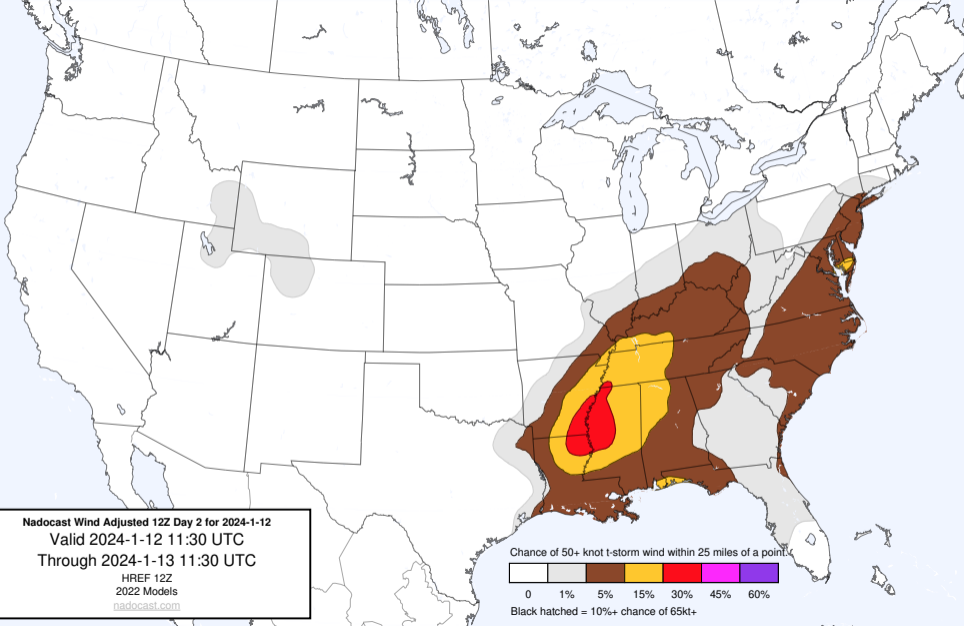 Nadocast Wind Adjusted 12Z Day 2 for 2024-1-12
Valid 2024-1-12 11:30 UTC
Through 2024-1-13 11:30 UTC
HREF 12Z
2022 Models
nadocast.com
Chance of 50+ knot t-storm wind within 25 miles of a point.
0 1% 5% 15% 30% 45% 60%
Black hatched = 10%+ chance of 65kt+